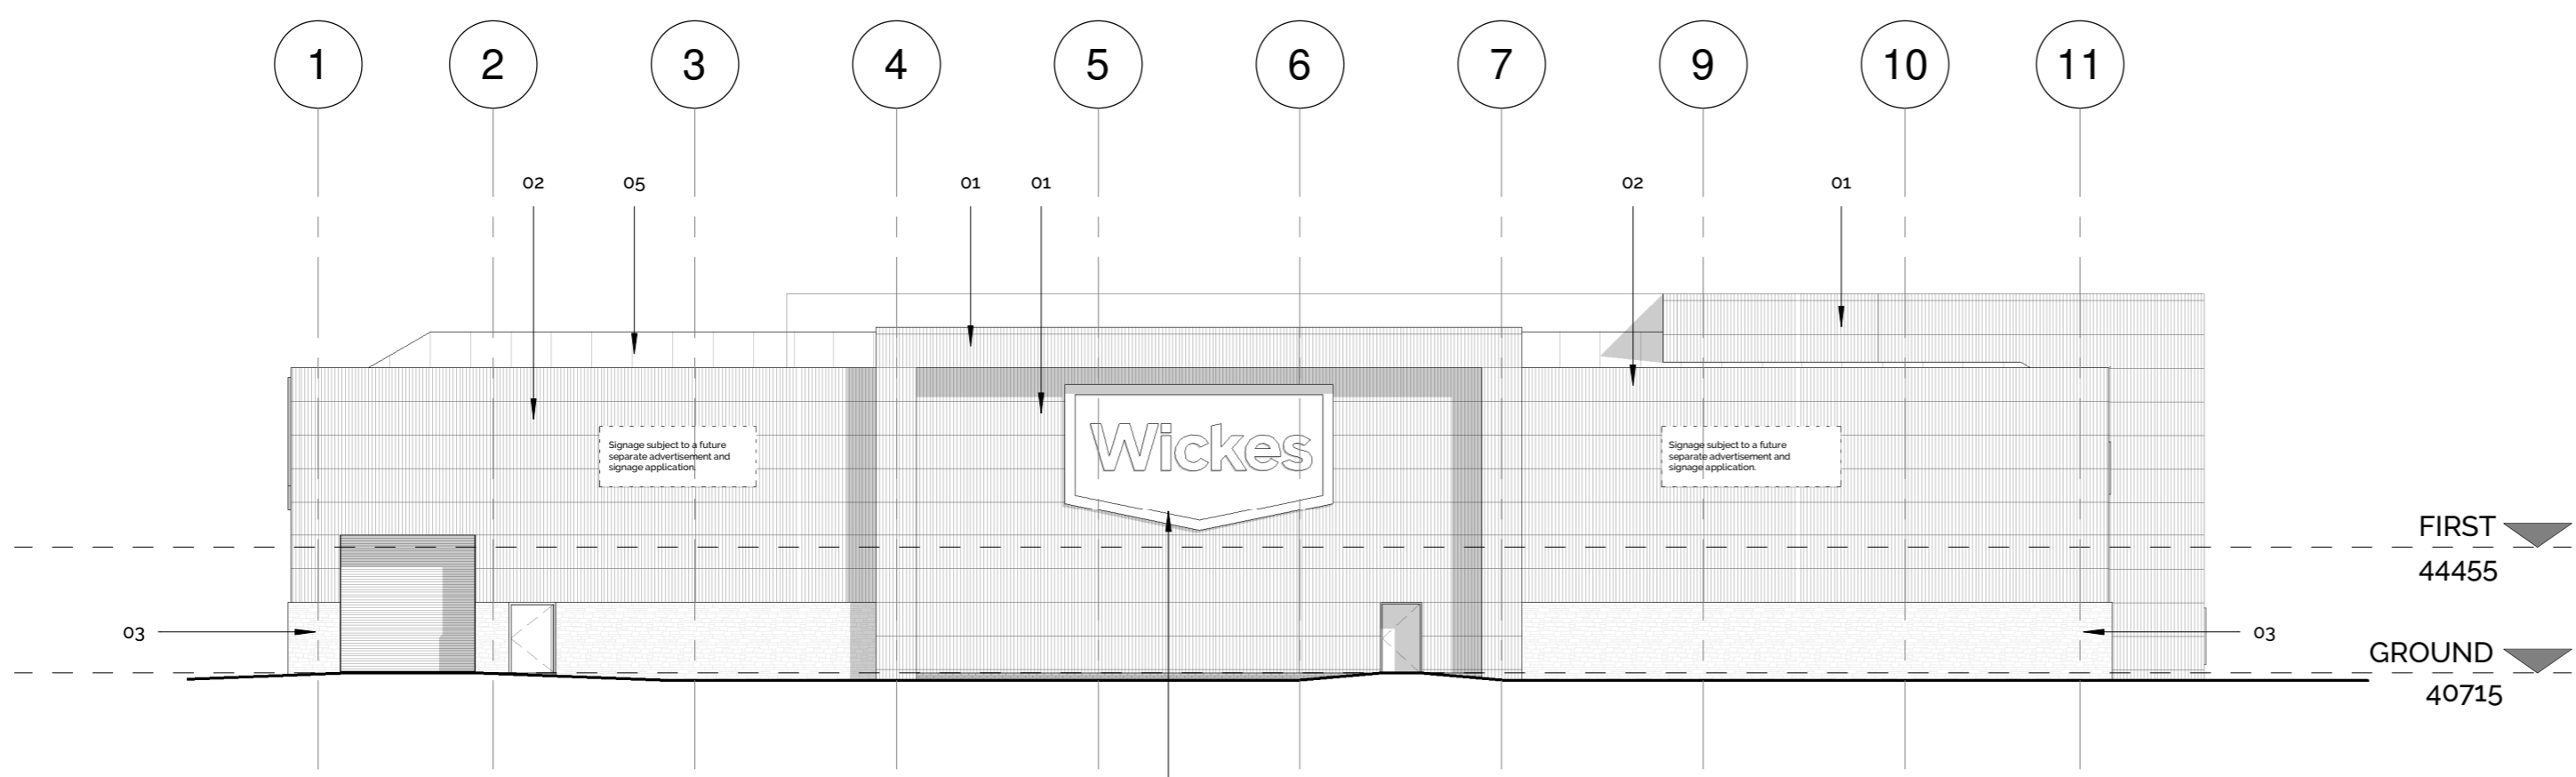 1 2 3 4 5 6 7 9 10 11
02 05 01 01 02 01
Wickes
Signage subject to a future
separate advertisement and
signage application.
Signage subject to a future
separate advertisement and
signage application.
FIRST
44455
03 03
GROUND
40715